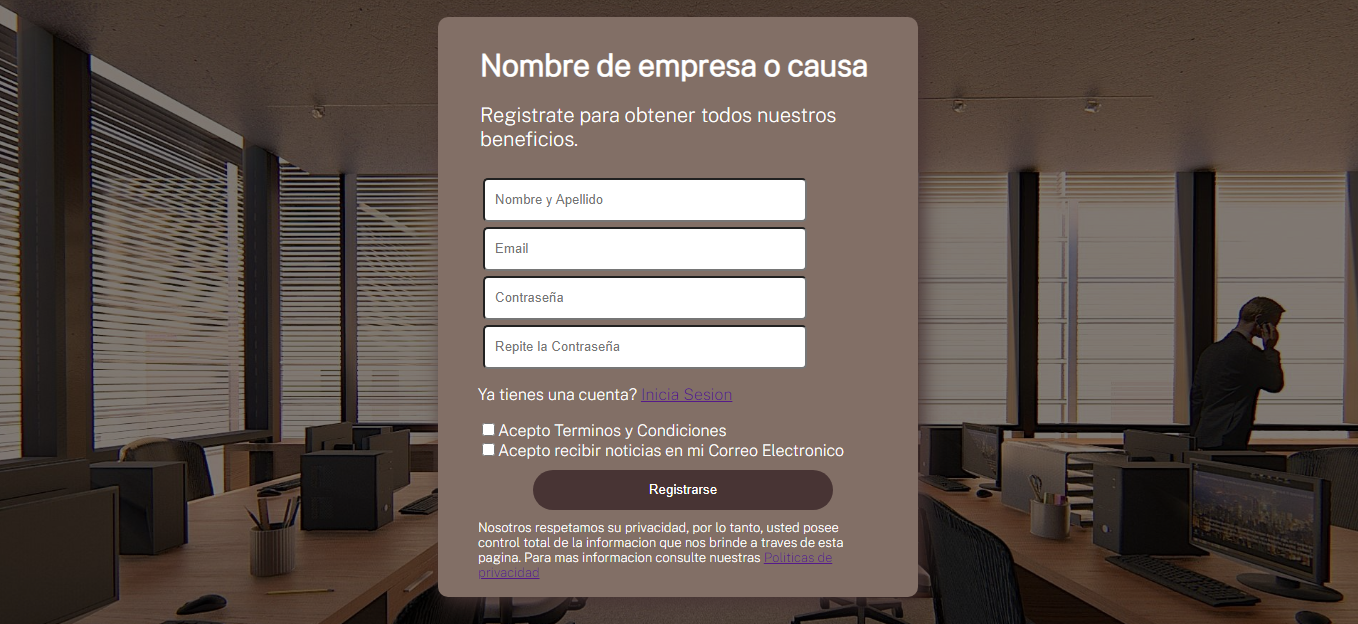 Nombre de empresa o causa
Registrate para obtener todos nuestros
beneficios.
Nombre y Apellido
Email
Contraseña
Repite la Contraseña
Ya tienes una cuenta? Inicia Sesion
Acepto Terminos y Condiciones
Acepto recibir noticias en mi Correo Electronico
Registrarse
Nosotros respetamos su privacidad, por lo tanto, usted posee
control total de la informacion que nos brinde a traves de esta
pagina. Para mas informacion consulte nuestras Politicas de
privacidad